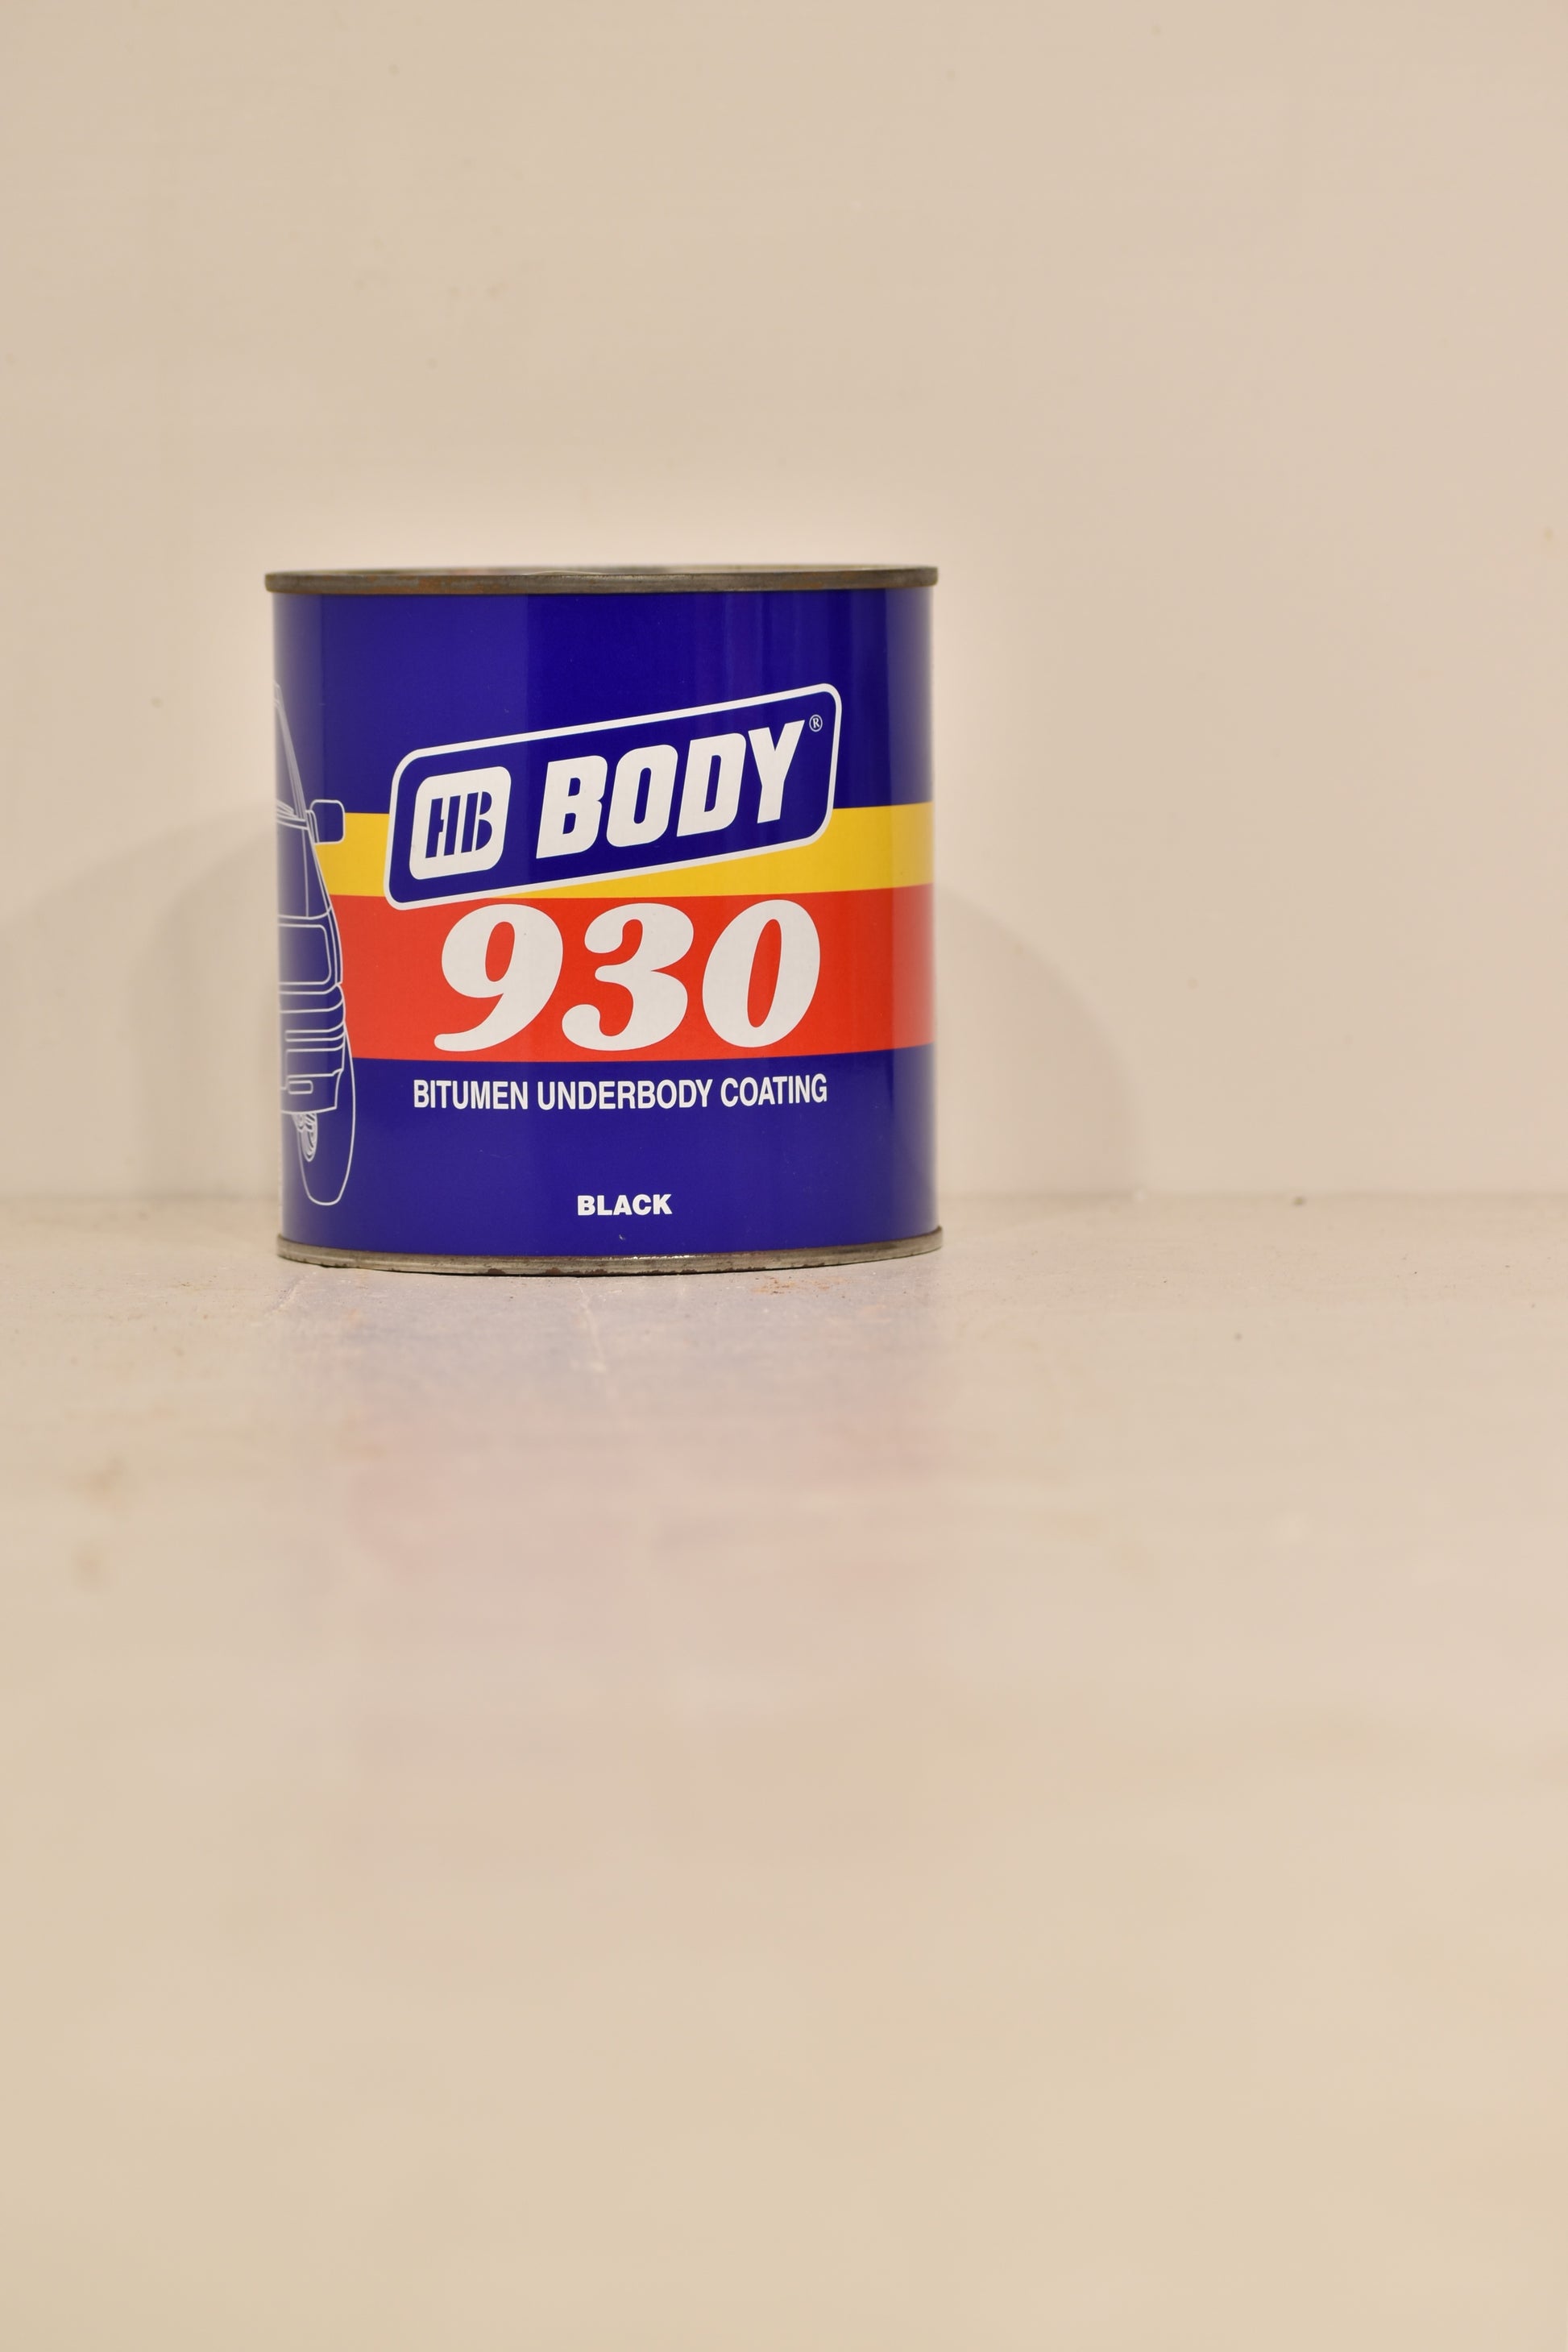 HB BODY®
930
BITUMEN UNDERBODY COATING
BLACK